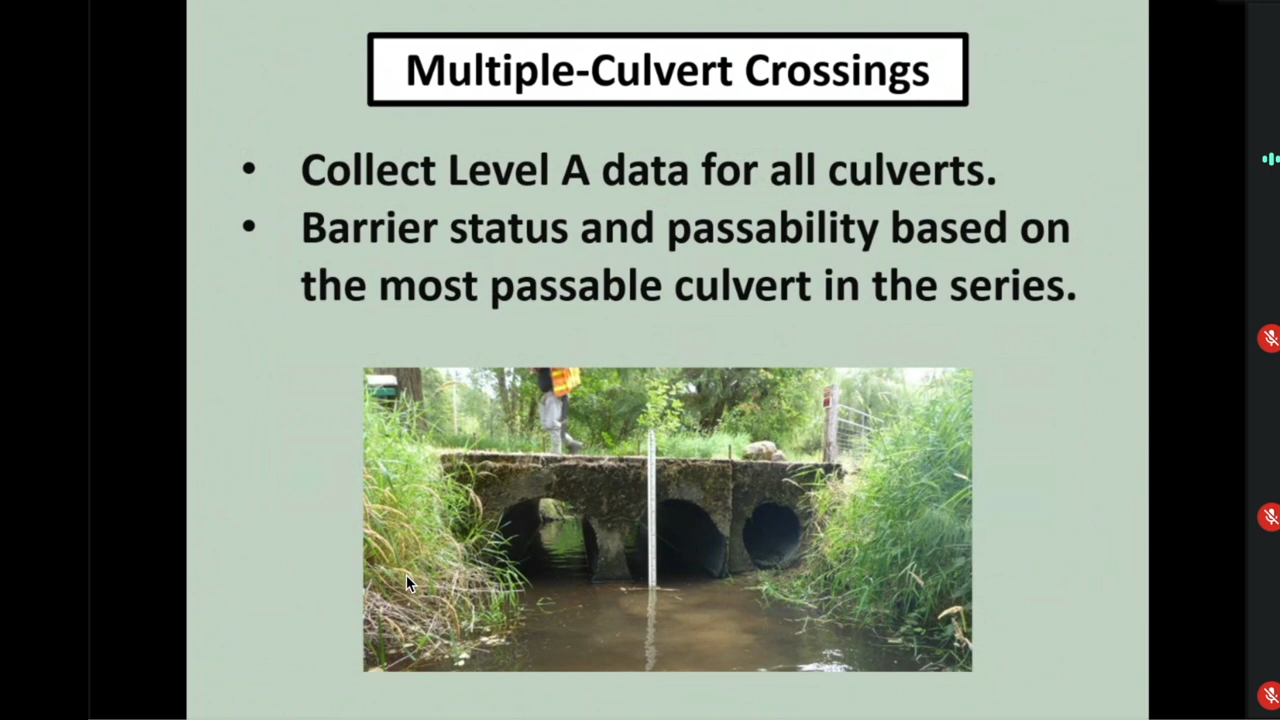 Multiple-Culvert Crossings
• Collect Level A data for all culverts.
• Barrier status and passability based on
the most passable culvert in the series.